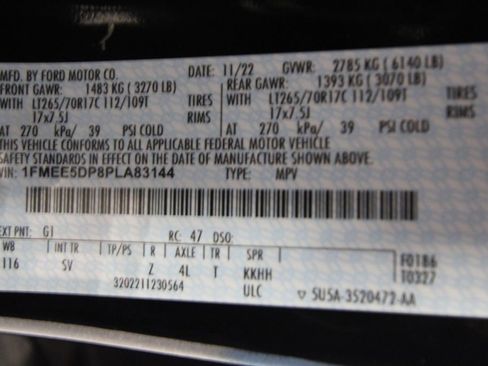 MFD. BY FORD MOTOR CO. DATE: 11/22 GVWR: 2785 KG ( 6140 LB)
FRONT GAWR: 1483 KG ( 3270 LB) REAR GAWR: 1393 KG ( 3070 LB)
WITH LT265/70R17C 112/109T TIRES WITH LT265/70R17C 112/109T TIRES
17x7.5J RIMS 17x7.5J RIMS
AT 270 kPa/ 39 PSI COLD AT 270 kPa/ 39 PSI COLD
THIS VEHICLE CONFORMS TO ALL APPLICABLE FEDERAL MOTOR VEHICLE
SAFETY STANDARDS IN EFFECT ON THE DATE OF MANUFACTURE SHOWN ABOVE.
VIN: 1FMEE5DP8PLA83144 TYPE: MPV
EXT PNT: G1 RC: 47 DSO:
WB INT TR TP/PS R AXLE TR SPR F0186
116 SV Z 4L T KKHH T0327
3202211230564 ULC ▽ SU5A-3520472-AA